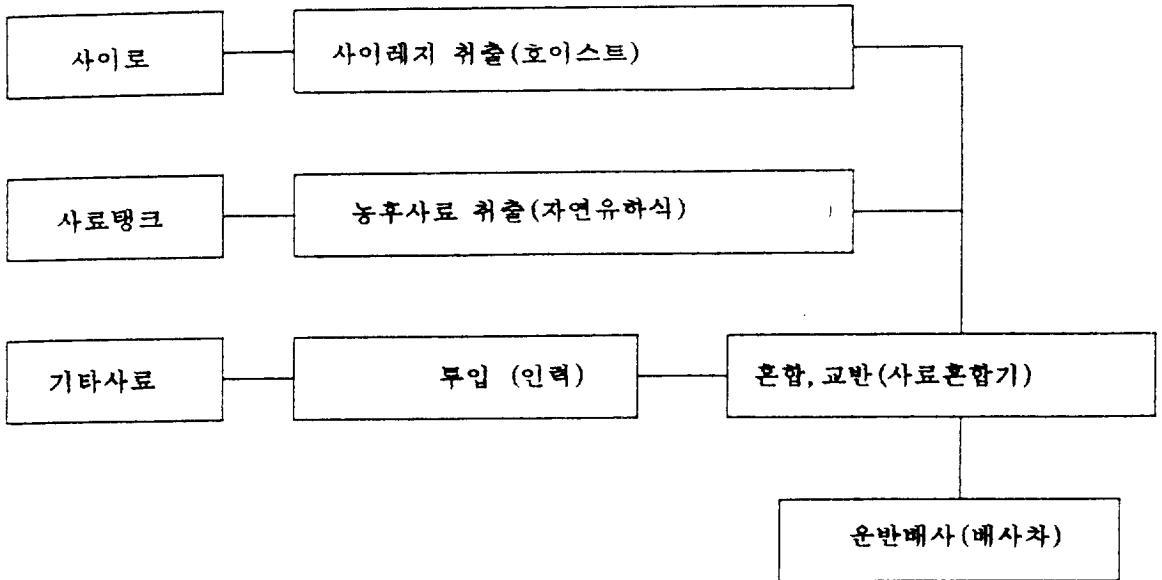 사이로
사이레지 취출(호이스트)
사료탱크
농후사료 취출(자연유하식)
기타사료
투입 (인력)
혼합, 교반(사료혼합기)
운반배사(배사차)